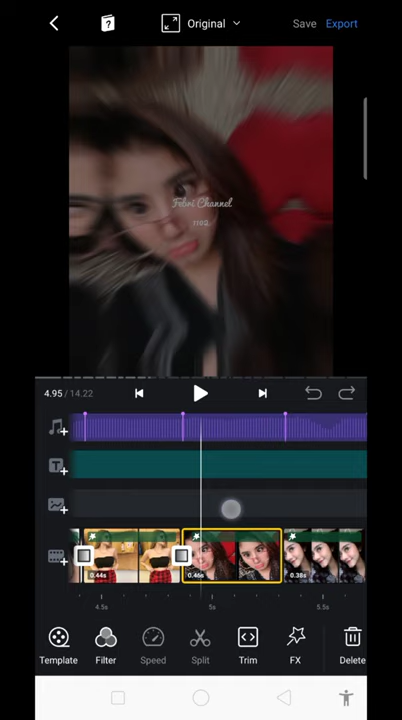 Original
Save
Export
Febri Channel
4.95 / 14.22
T
0.44s
0.46s
0.38s
4.5s
5s
5.5s
Template
Filter
Speed
Split
Trim
FX
Delete